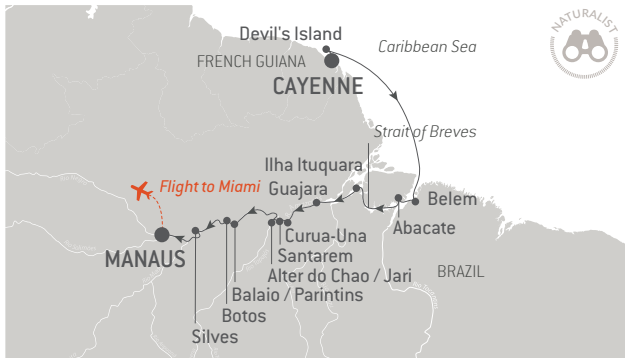 NATURALIST
Devil's Island
Caribbean Sea
FRENCH GUIANA
CAYENNE
Strait of Breves
Ilha Ituquara
Flight to Miami
Guajara
Belem
Curua-Una
Abacate
Santarem
MANAUS
Alter do Chao / Jari
BRAZIL
Balaio / Parintins
Botos
Silves